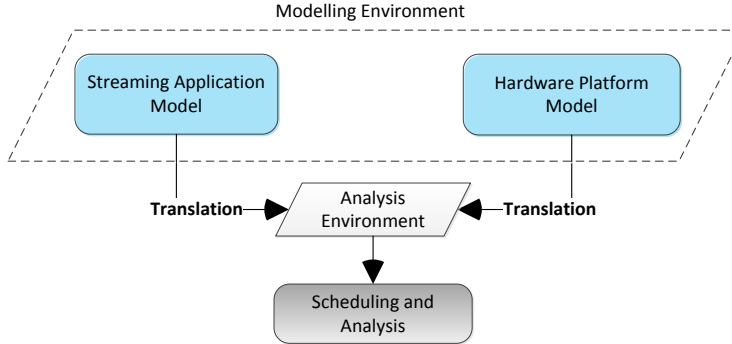 Modelling Environment
Streaming Application
Model
Hardware Platform
Model
Translation
Analysis
Environment
Translation
Scheduling and
Analysis